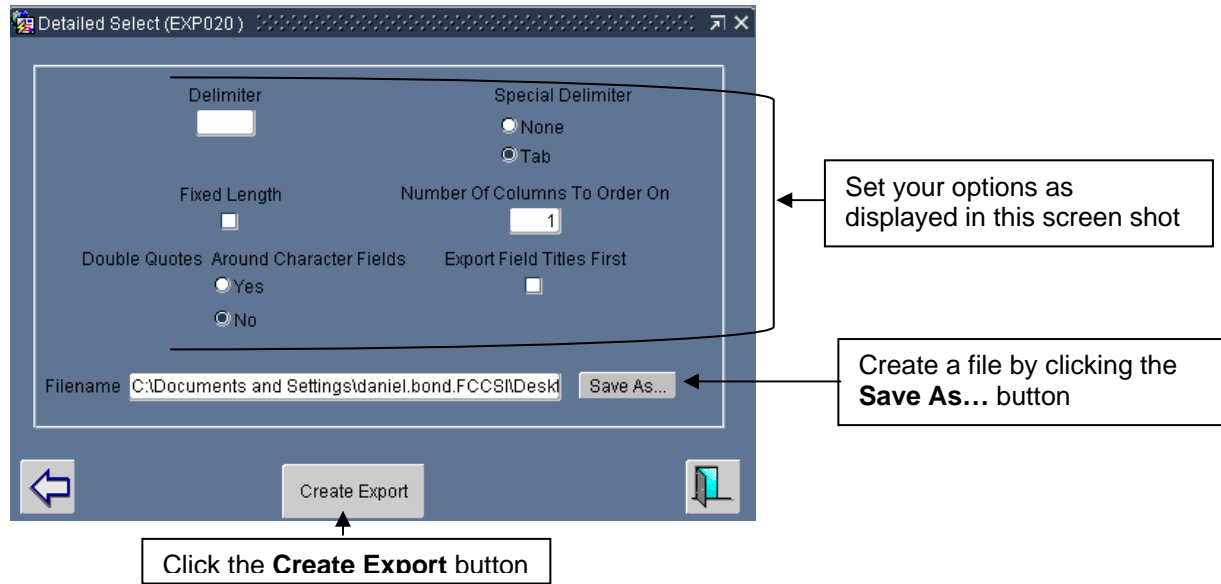 Detailed Select (EXP020 )
Delimiter
Special Delimiter
None
Tab
Fixed Length
Number Of Columns To Order On
1
Double Quotes Around Character Fields
Export Field Titles First
Yes
No
Set your options as
displayed in this screen shot
Filename C:\Documents and Settings\daniel.bond.FCCSI\Deskt Save As...
Create a file by clicking the
Save As… button
Create Export
Click the Create Export button